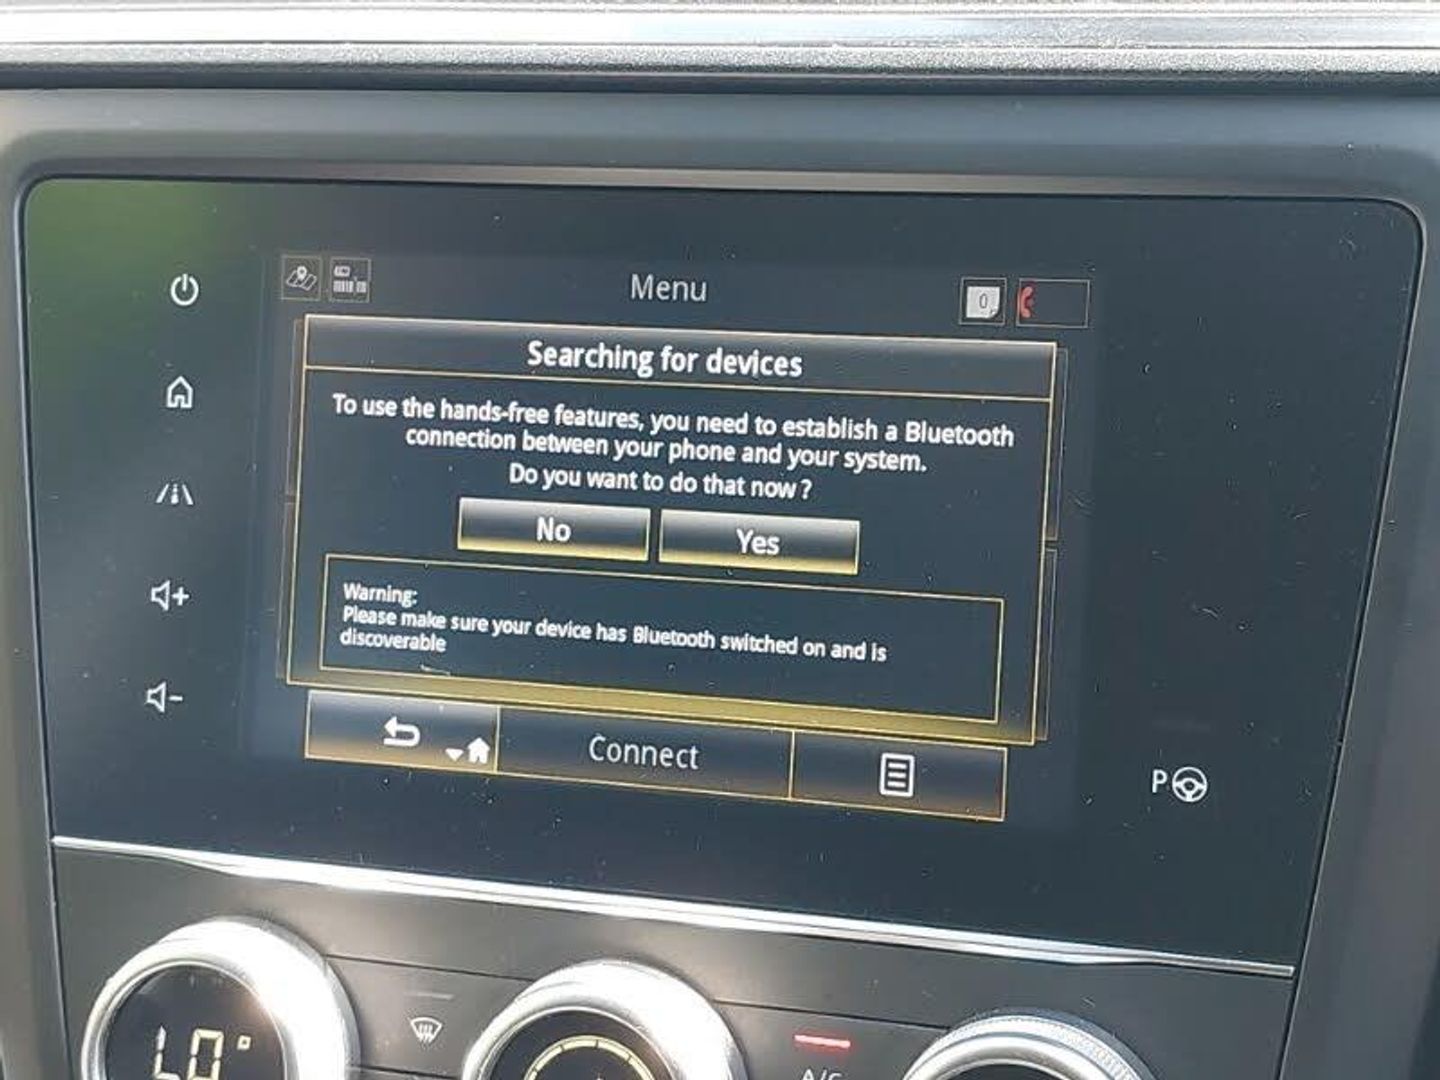 Menu
0
Searching for devices
To use the hands-free features, you need to establish a Bluetooth
connection between your phone and your system.
Do you want to do that now ?
No
Yes
Warning:
Please make sure your device has Bluetooth switched on and is
discoverable
Connect
P
A/C